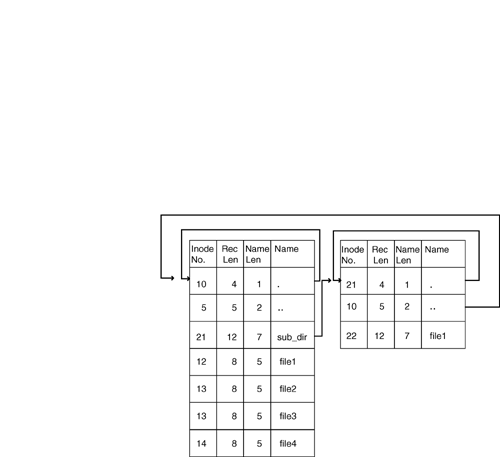 Inode No. Rec Len Name Len Name
10 4 1 .
5 5 2 ..
21 12 7 sub_dir
12 8 5 file1
13 8 5 file2
13 8 5 file3
14 8 5 file4
Inode No. Rec Len Name Len Name
21 4 1 .
10 5 2 ..
22 12 7 file1